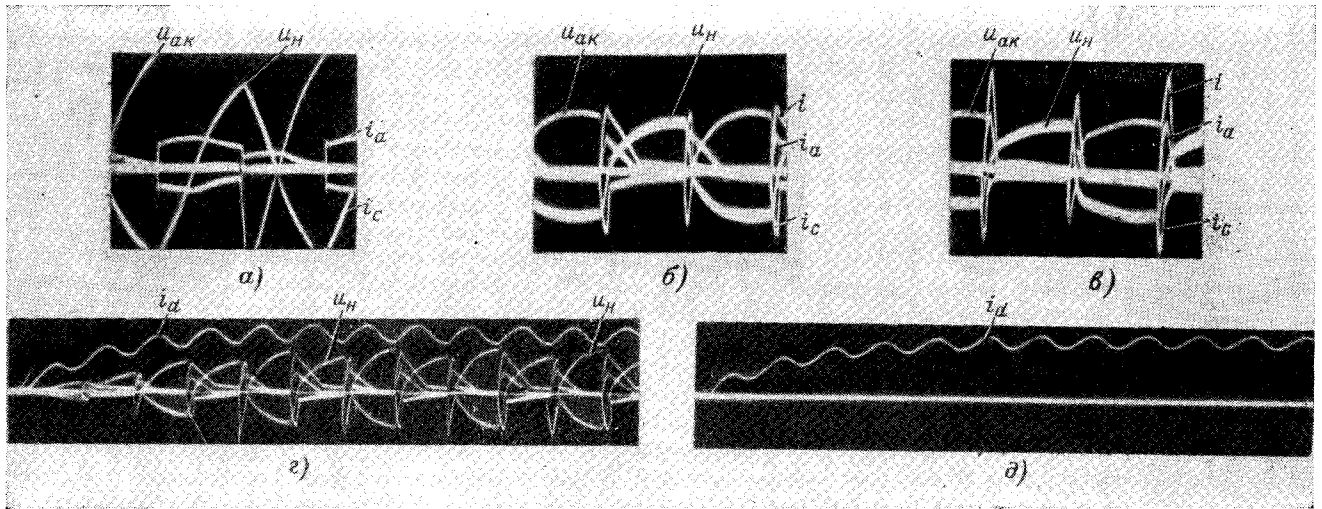 u_ак u_н
i_a
i_c
а)
u_ак u_н
i
i_a
i_c
б)
u_ак u_н
i
i_a
i_c
в)
i_d u_н u_н
г)
i_d
д)